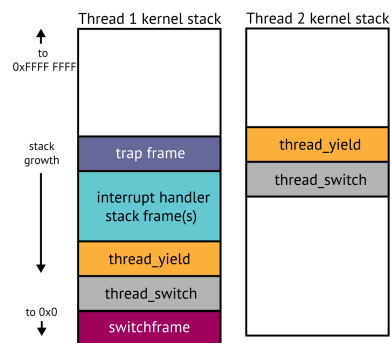 Thread 1 kernel stack
Thread 2 kernel stack
to
0xFFFF FFFF
stack
growth
to 0x0
trap frame
interrupt handler
stack frame(s)
thread_yield
thread_switch
switchframe
thread_yield
thread_switch